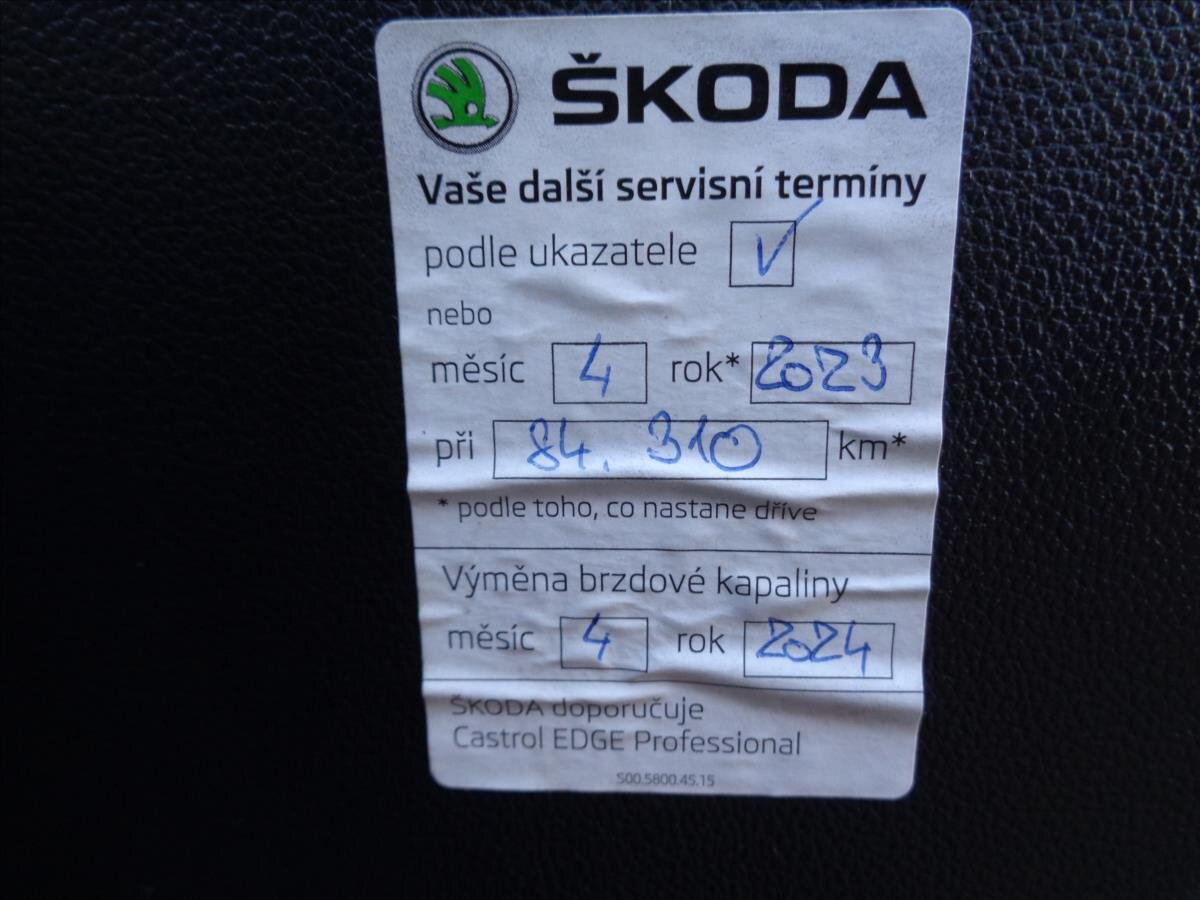 ŠKODA
Vaše další servisní termíny
podle ukazatele V
nebo
měsíc 4 rok* 2023
při 84.310 km*
* podle toho, co nastane dříve
Výměna brzdové kapaliny
měsíc 4 rok 2024
ŠKODA doporučuje
Castrol EDGE Professional
S00.5800.45.15